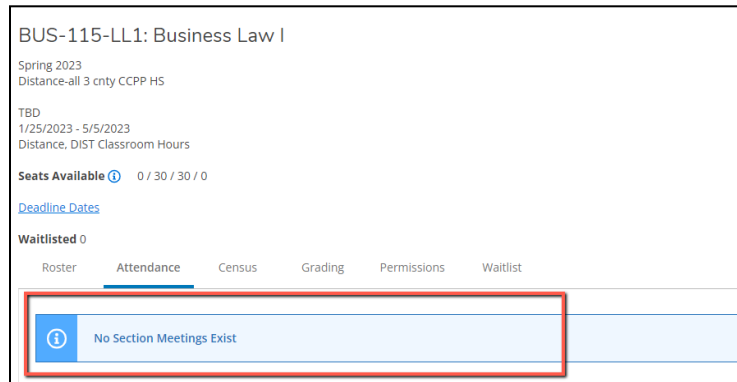 BUS-115-LL1: Business Law I
Spring 2023
Distance-all 3 cnty CCPP HS
TBD
1/25/2023 - 5/5/2023
Distance, DIST Classroom Hours
Seats Available 0 / 30 / 30 / 0
Deadline Dates
Waitlisted 0
Roster Attendance Census Grading Permissions Waitlist
No Section Meetings Exist